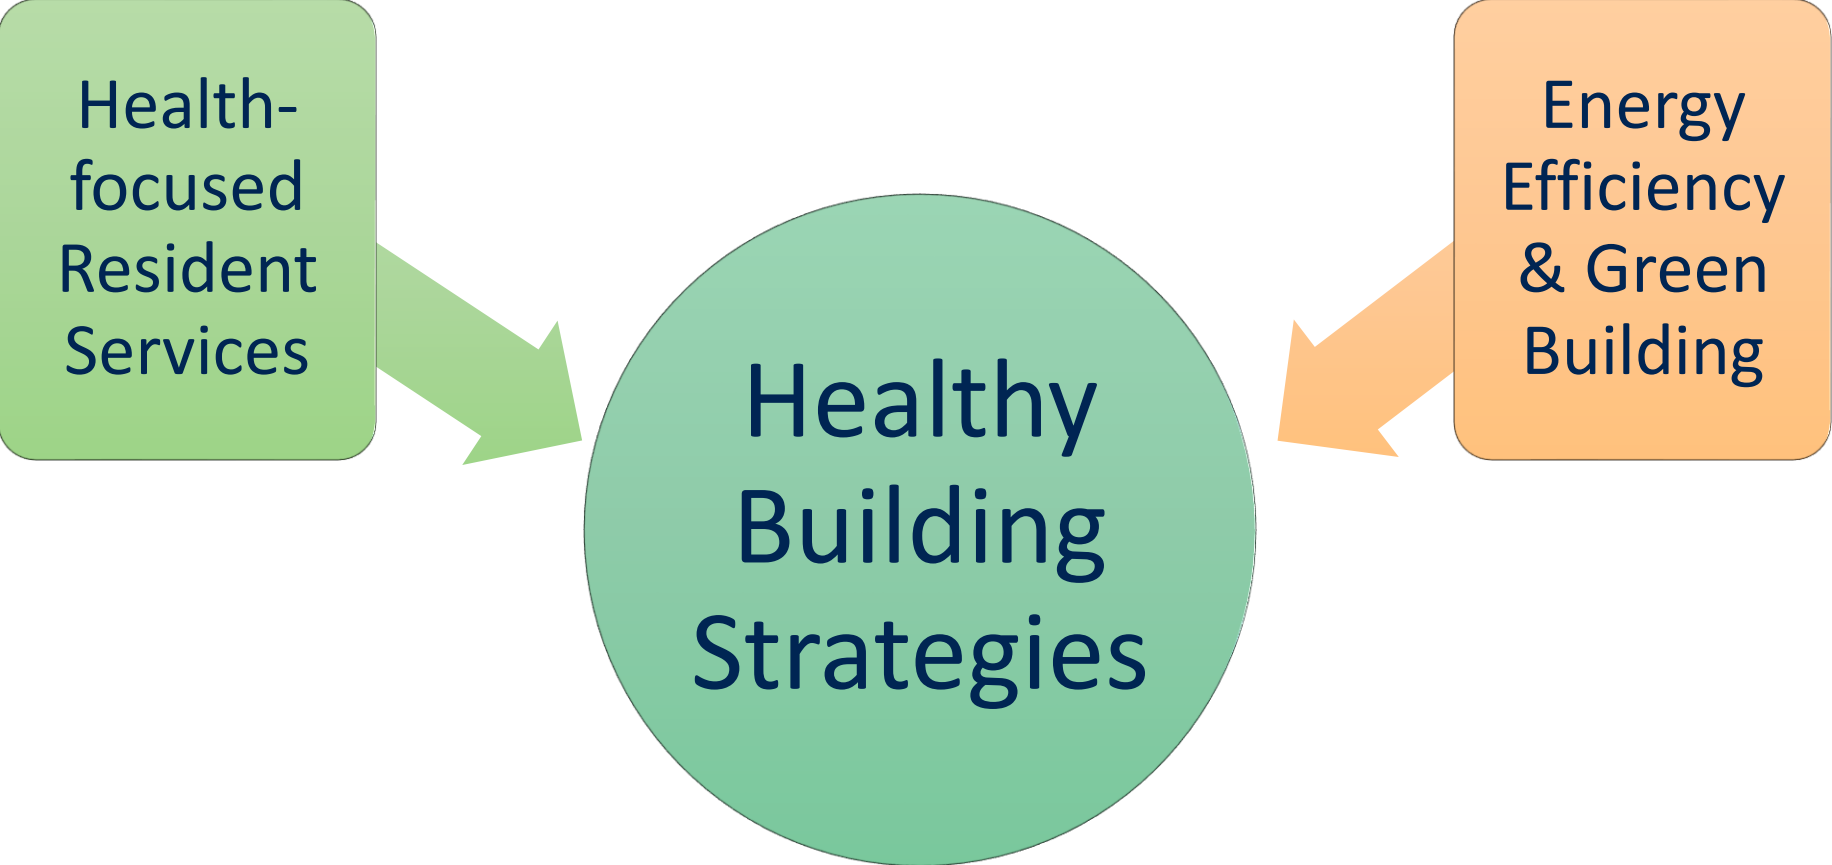 Health-
focused
Resident
Services
Energy
Efficiency
& Green
Building
Healthy
Building
Strategies